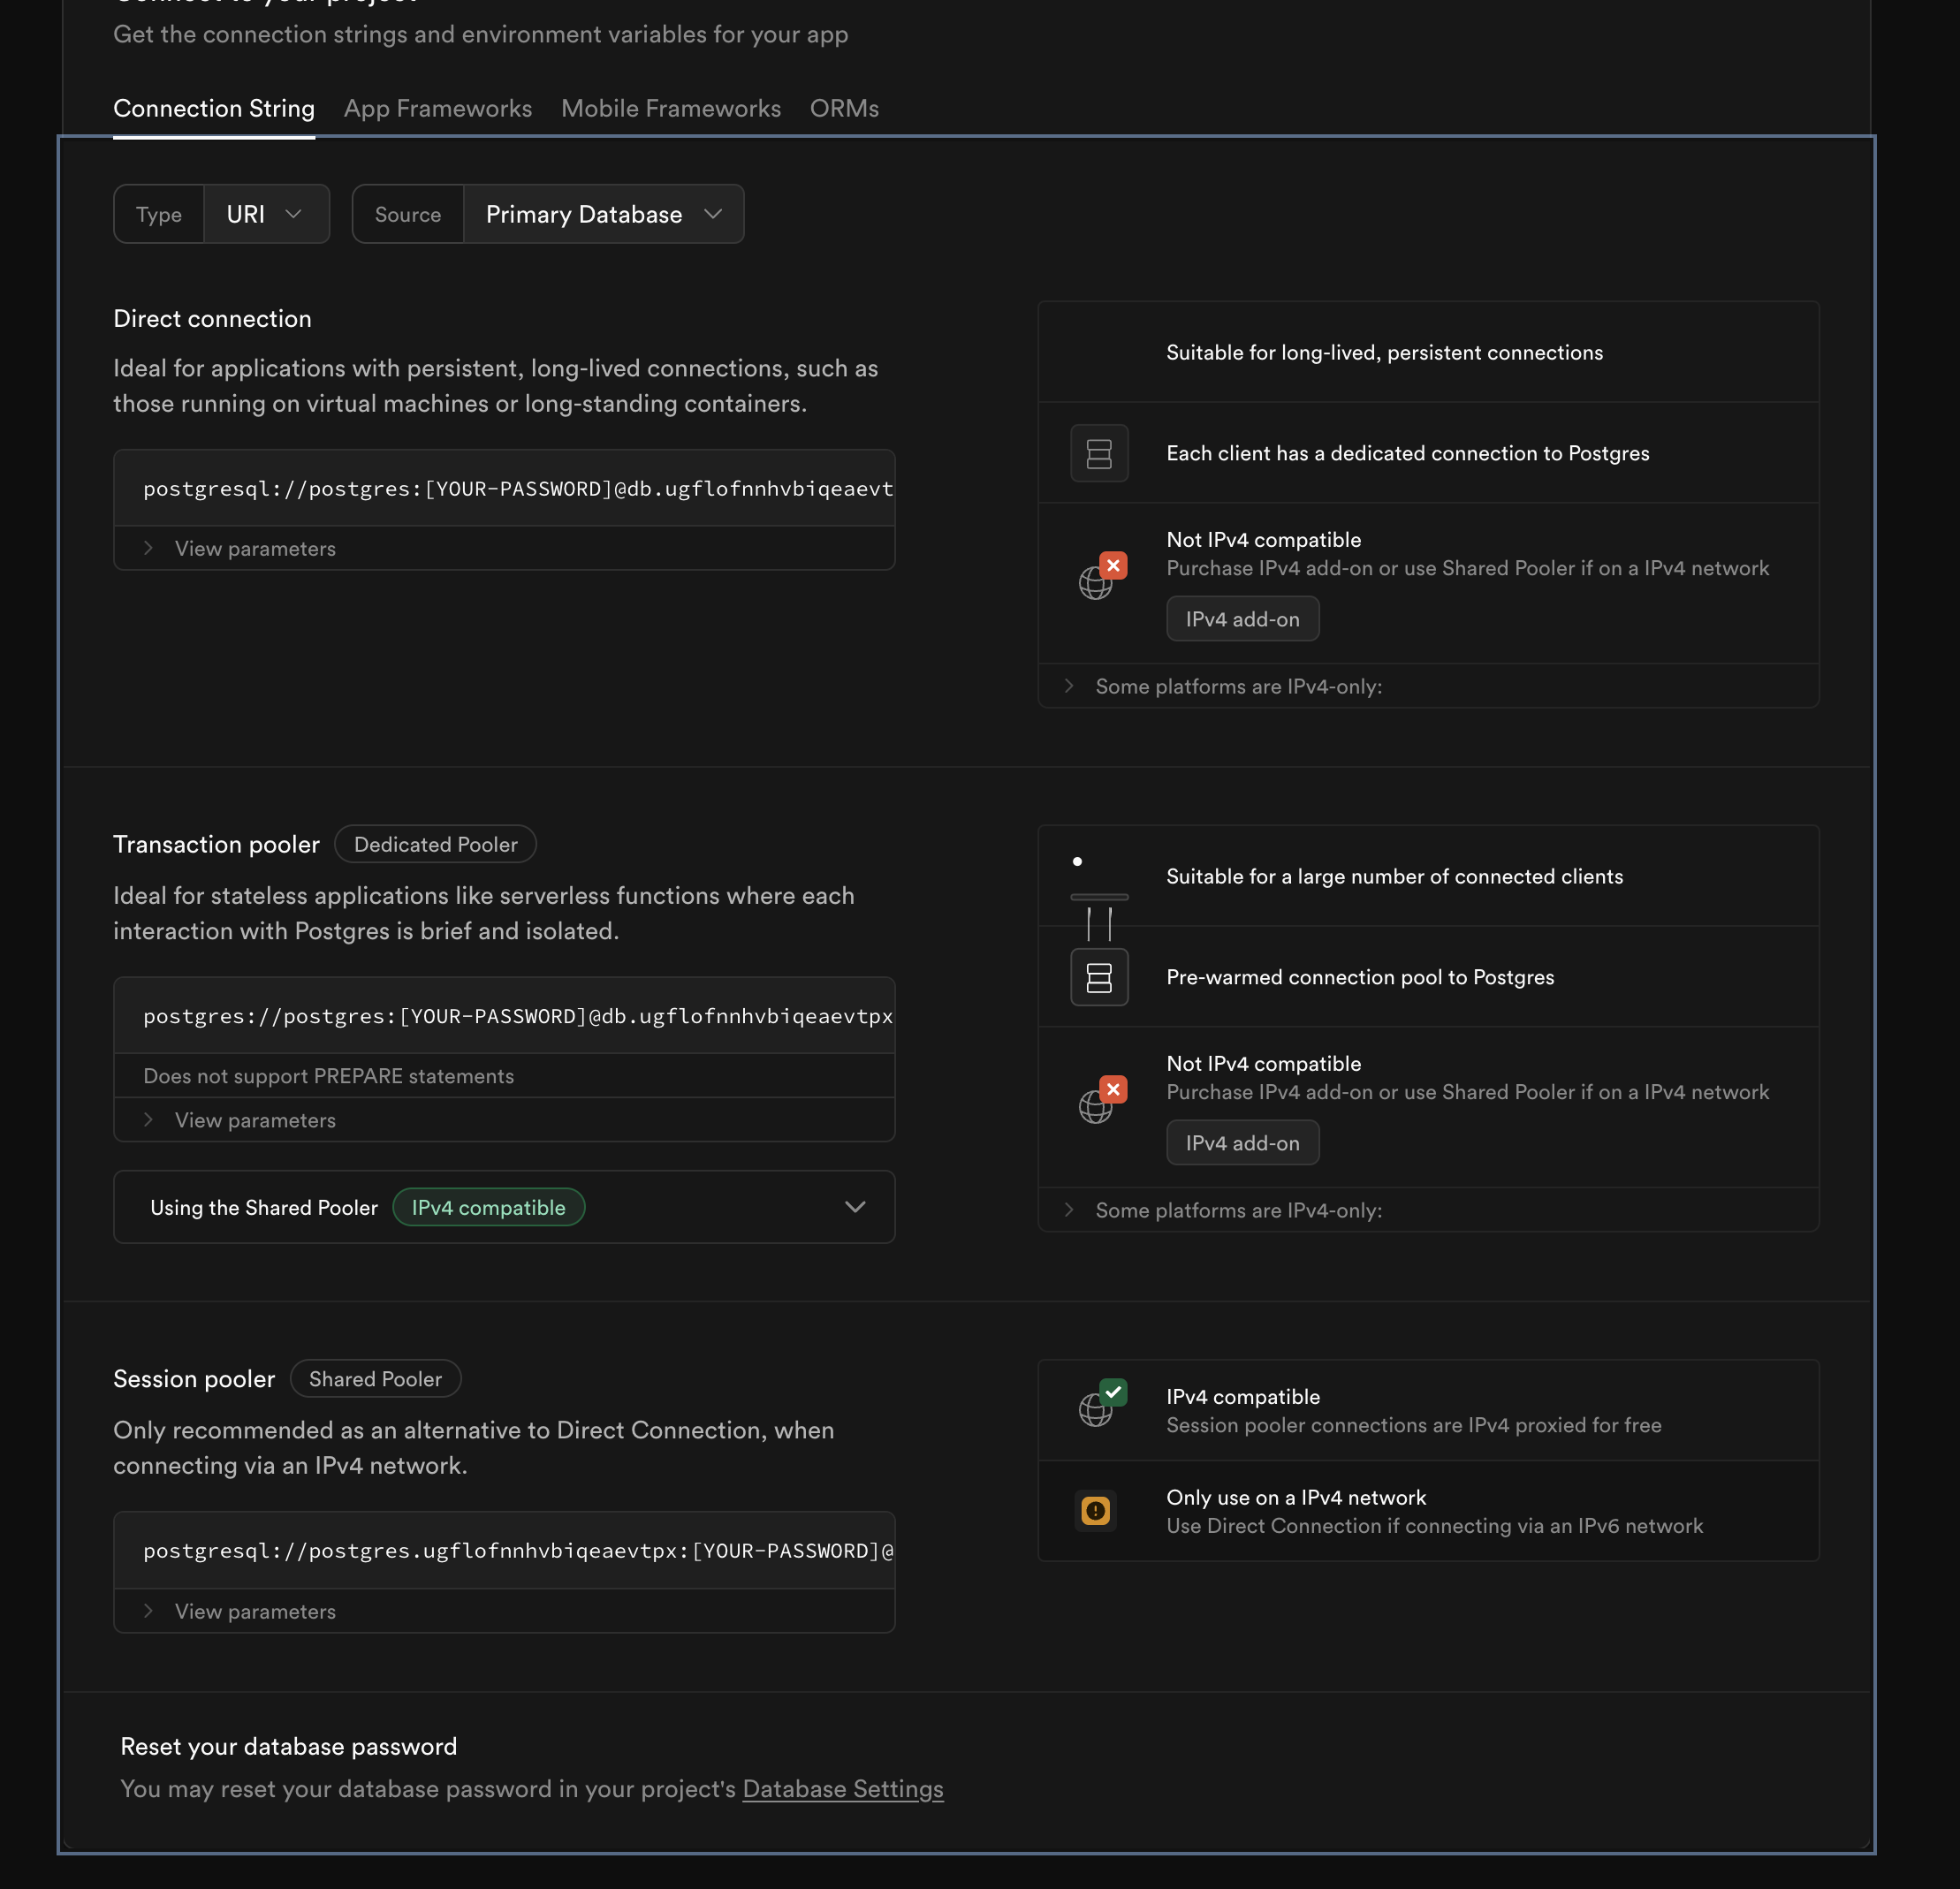 Connect to your project
Get the connection strings and environment variables for your app
Connection String
App Frameworks
Mobile Frameworks
ORMs
Type
URI
Source
Primary Database
Direct connection
Ideal for applications with persistent, long-lived connections, such as
those running on virtual machines or long-standing containers.
postgresql://postgres:[YOUR-PASSWORD]@db.ugflofnnhvbiqeaevt
View parameters
Suitable for long-lived, persistent connections
Each client has a dedicated connection to Postgres
Not IPv4 compatible
Purchase IPv4 add-on or use Shared Pooler if on a IPv4 network
IPv4 add-on
Some platforms are IPv4-only:
Transaction pooler
Dedicated Pooler
Ideal for stateless applications like serverless functions where each
interaction with Postgres is brief and isolated.
postgres://postgres:[YOUR-PASSWORD]@db.ugflofnnhvbiqeaevtpx
Does not support PREPARE statements
View parameters
Using the Shared Pooler
IPv4 compatible
Suitable for a large number of connected clients
Pre-warmed connection pool to Postgres
Not IPv4 compatible
Purchase IPv4 add-on or use Shared Pooler if on a IPv4 network
IPv4 add-on
Some platforms are IPv4-only:
Session pooler
Shared Pooler
Only recommended as an alternative to Direct Connection, when
connecting via an IPv4 network.
postgresql://postgres.ugflofnnhvbiqeaevtpx:[YOUR-PASSWORD]@
View parameters
IPv4 compatible
Session pooler connections are IPv4 proxied for free
Only use on a IPv4 network
Use Direct Connection if connecting via an IPv6 network
Reset your database password
You may reset your database password in your project's Database Settings